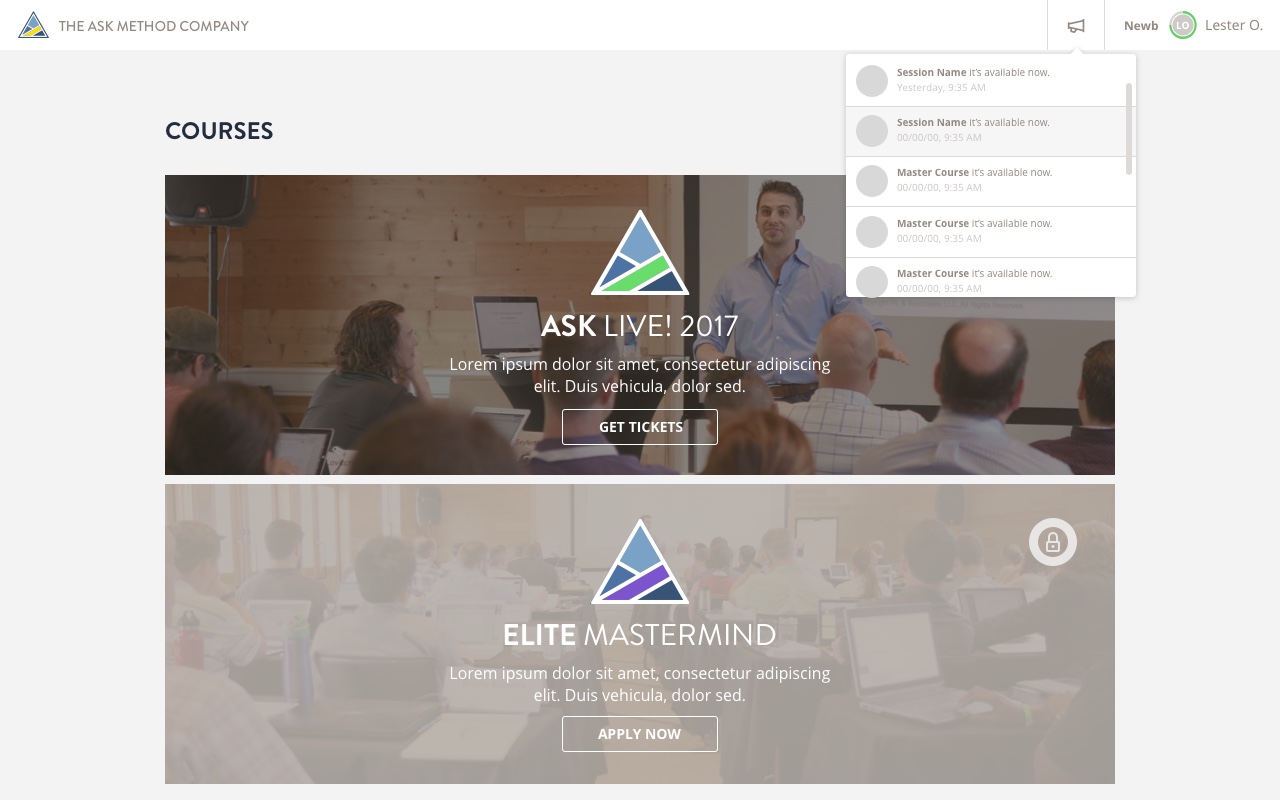 THE ASK METHOD COMPANY
Newb
LO
Lester O.
Session Name it's available now.
Yesterday, 9:35 AM
Session Name it's available now.
00/00/00, 9:35 AM
Master Course it's available now.
00/00/00, 9:35 AM
Master Course it's available now.
00/00/00, 9:35 AM
Master Course it's available now.
00/00/00, 9:35 AM
COURSES
ASK LIVE! 2017
Lorem ipsum dolor sit amet, consectetur adipiscing
elit. Duis vehicula, dolor sed.
GET TICKETS
ELITE MASTERMIND
Lorem ipsum dolor sit amet, consectetur adipiscing
elit. Duis vehicula, dolor sed.
APPLY NOW